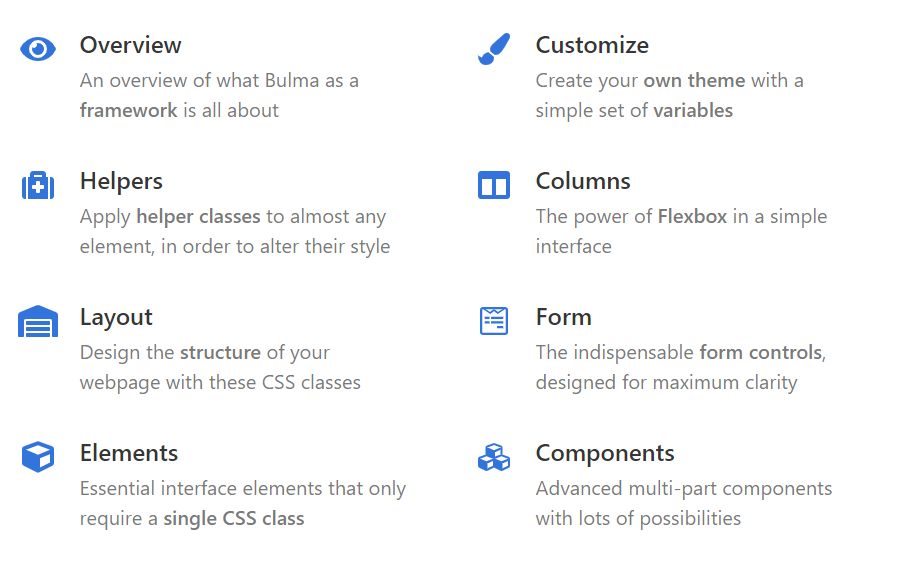 Overview
An overview of what Bulma as a
framework is all about
Customize
Create your own theme with a
simple set of variables
Helpers
Apply helper classes to almost any
element, in order to alter their style
Columns
The power of Flexbox in a simple
interface
Layout
Design the structure of your
webpage with these CSS classes
Form
The indispensable form controls,
designed for maximum clarity
Elements
Essential interface elements that only
require a single CSS class
Components
Advanced multi-part components
with lots of possibilities